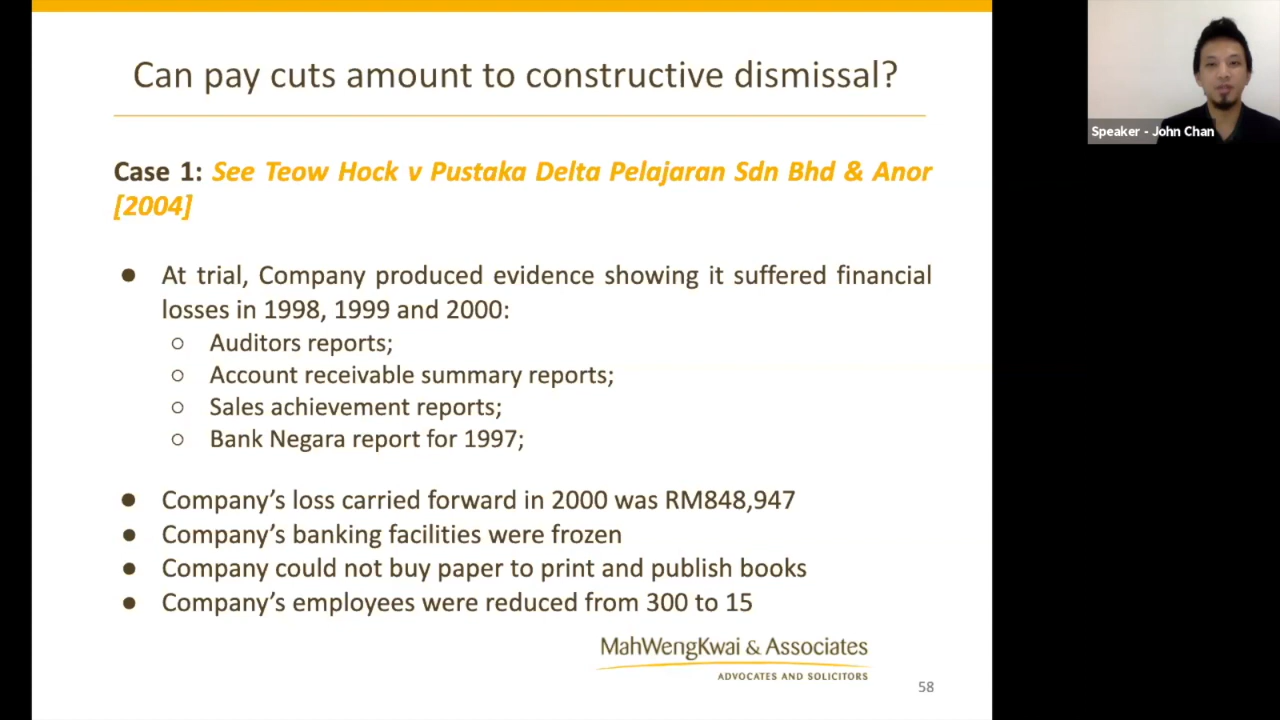 Can pay cuts amount to constructive dismissal?
Case 1: See Teow Hock v Pustaka Delta Pelajaran Sdn Bhd & Anor
[2004]
● At trial, Company produced evidence showing it suffered financial
losses in 1998, 1999 and 2000:
○ Auditors reports;
○ Account receivable summary reports;
○ Sales achievement reports;
○ Bank Negara report for 1997;
● Company's loss carried forward in 2000 was RM848,947
● Company's banking facilities were frozen
● Company could not buy paper to print and publish books
● Company's employees were reduced from 300 to 15
MahWengKwai & Associates
ADVOCATES AND SOLICITORS
58
Speaker - John Chan